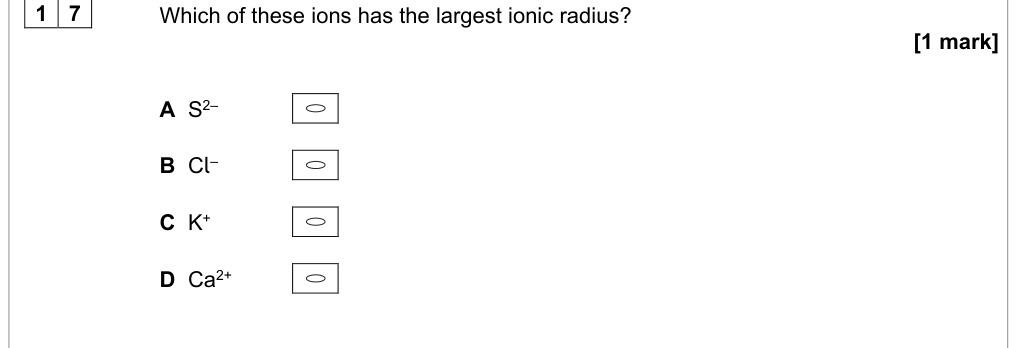 1 7 Which of these ions has the largest ionic radius?
[1 mark]
A S²⁻
B Cl⁻
C K⁺
D Ca²⁺